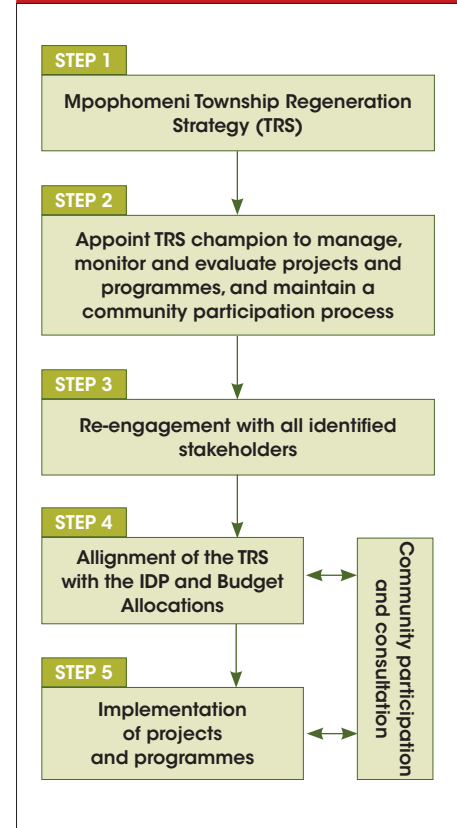 STEP 1
Mpophomeni Township Regeneration
Strategy (TRS)
STEP 2
Appoint TRS champion to manage,
monitor and evaluate projects and
programmes, and maintain a
community participation process
STEP 3
Re-engagement with all identified
stakeholders
STEP 4
Allignment of the TRS
with the IDP and Budget
Allocations
Community participation
and consultation
STEP 5
Implementation
of projects
and programmes